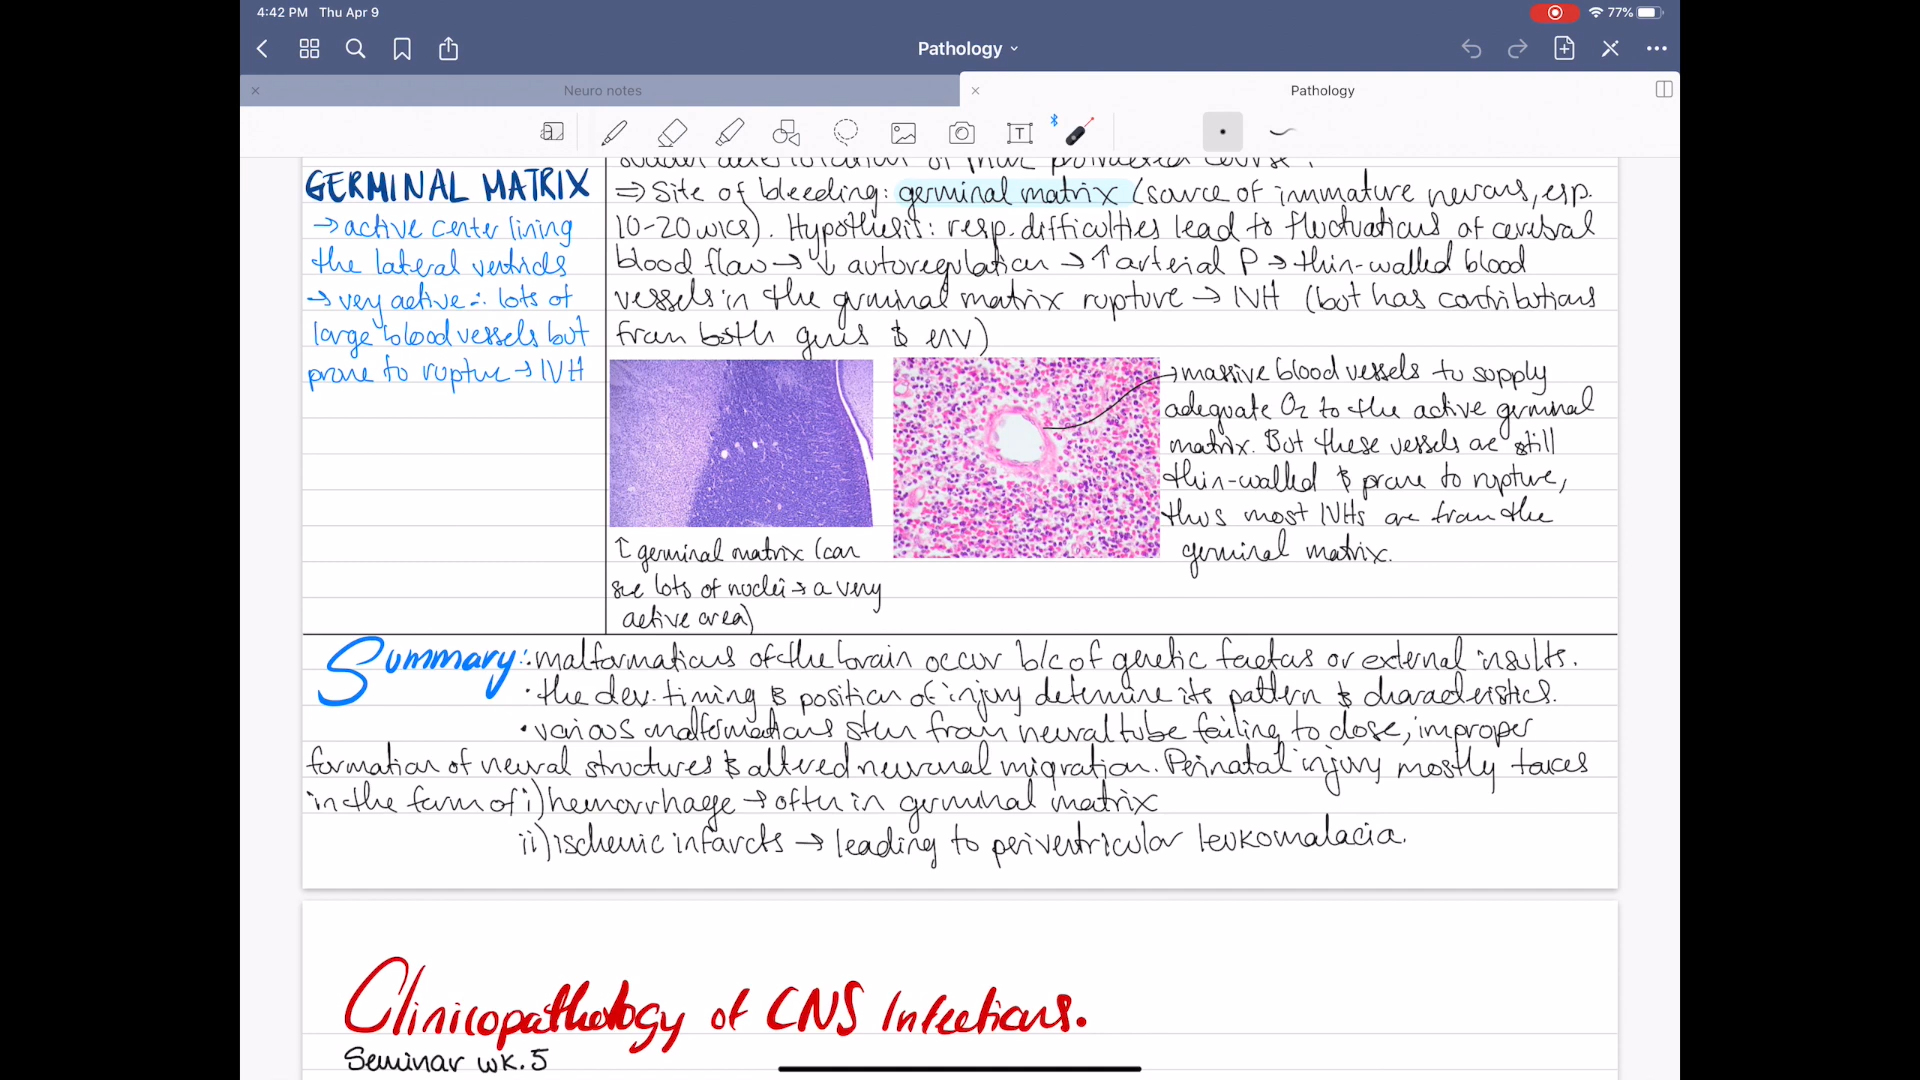 4:42 PM Thu Apr 9
77%
Pathology
Neuro notes
Pathology
GERMINAL MATRIX
→ active center lining
the lateral ventricles
→ very active ∴ lots of
large blood vessels but
prone to rupture → IVH
⇒ Site of bleeding: germinal matrix (source of immature neurons, esp.
10-20 wks). Hypothesis: resp. difficulties lead to fluctuations of cerebral
blood flow → ↓ autoregulation → ↑ arterial P → thin-walled blood
vessels in the germinal matrix rupture → IVH (but has contributions
from both genes & env)
→ massive blood vessels to supply
adequate O2 to the active germinal
matrix. But these vessels are still
thin-walled & prone to rupture,
thus most IVHs are from the
germinal matrix.
↑ germinal matrix (can
see lots of nuclei → a very
active area)
Summary: • malformations of the brain occur b/c of genetic factors or external insults.
• the dev. timing & position of injury determine its pattern & characteristics.
• various malformations stem from neural tube failing to close, improper
formation of neural structures & altered neuronal migration. Perinatal injury mostly takes
in the form of i) hemorrhage → often in germinal matrix
ii) ischemic infarcts → leading to periventricular leukomalacia.
Clinicopathology of CNS Infections.
Seminar wk. 5